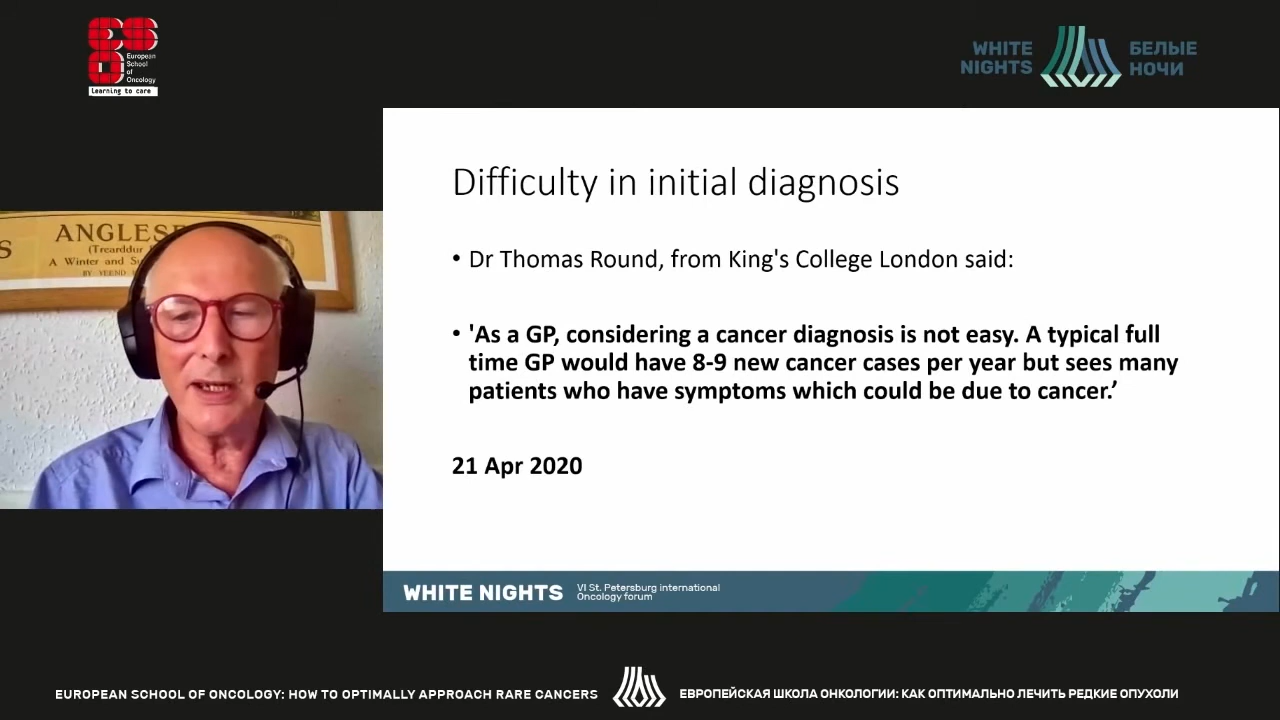 European
School
of
Oncology
Learning to care
WHITE
NIGHTS
БЕЛЫЕ
НОЧИ
S
ANGLESE
(Trearddur
A Winter and Su
BY
Difficulty in initial diagnosis
• Dr Thomas Round, from King's College London said:
• 'As a GP, considering a cancer diagnosis is not easy. A typical full
time GP would have 8-9 new cancer cases per year but sees many
patients who have symptoms which could be due to cancer.’
21 Apr 2020
WHITE NIGHTS
VI St. Petersburg international
Oncology forum
EUROPEAN SCHOOL OF ONCOLOGY: HOW TO OPTIMALLY APPROACH RARE CANCERS
ЕВРОПЕЙСКАЯ ШКОЛА ОНКОЛОГИИ: КАК ОПТИМАЛЬНО ЛЕЧИТЬ РЕДКИЕ ОПУХОЛИ